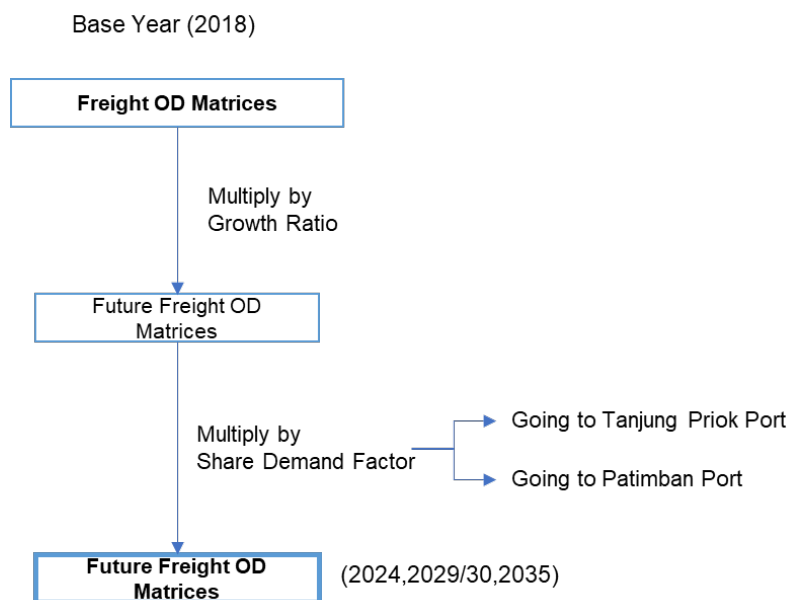 Base Year (2018)
Freight OD Matrices
Multiply by
Growth Ratio
Future Freight OD
Matrices
Multiply by
Share Demand Factor
Going to Tanjung Priok Port
Going to Patimban Port
Future Freight OD
Matrices
(2024,2029/30,2035)